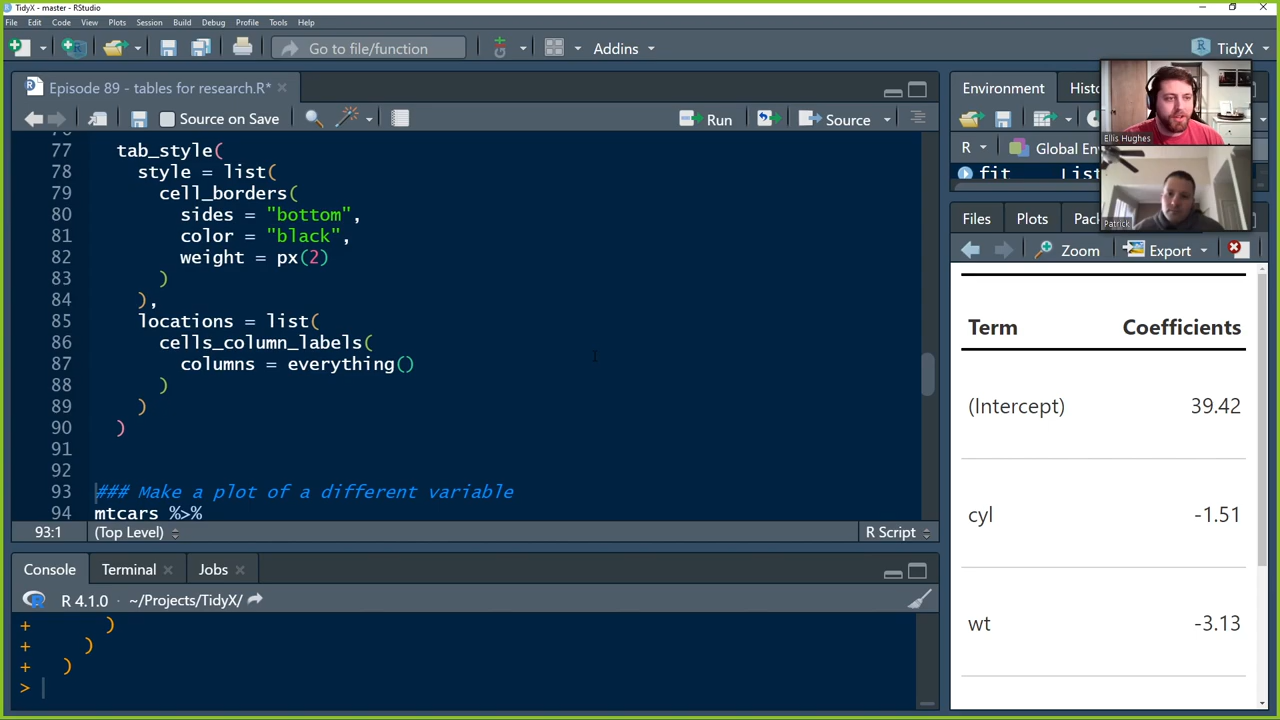 TidyX - master - RStudio
File Edit Code View Plots Session Build Debug Profile Tools Help
Go to file/function Addins TidyX
Episode 89 - tables for research.R*
Source on Save Run Source
77 tab_style(
78 style = list(
79 cell_borders(
80 sides = "bottom",
81 color = "black",
82 weight = px(2)
83 )
84 ),
85 locations = list(
86 cells_column_labels(
87 columns = everything()
88 )
89 )
90 )
91
92
93 ### Make a plot of a different variable
94 mtcars %>%
93:1 (Top Level) R Script
Console Terminal Jobs
R 4.1.0 · ~/Projects/TidyX/
+ )
+ )
+ )
>
Environment
R Global
fit List
Ellis Hughes
Patrick
Files Plots
Zoom Export
Term Coefficients
(Intercept) 39.42
cyl -1.51
wt -3.13